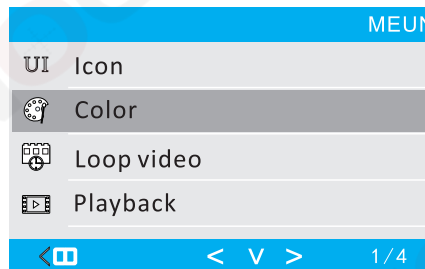 MEUN
UI Icon
Color
Loop video
Playback
< V > 1/4